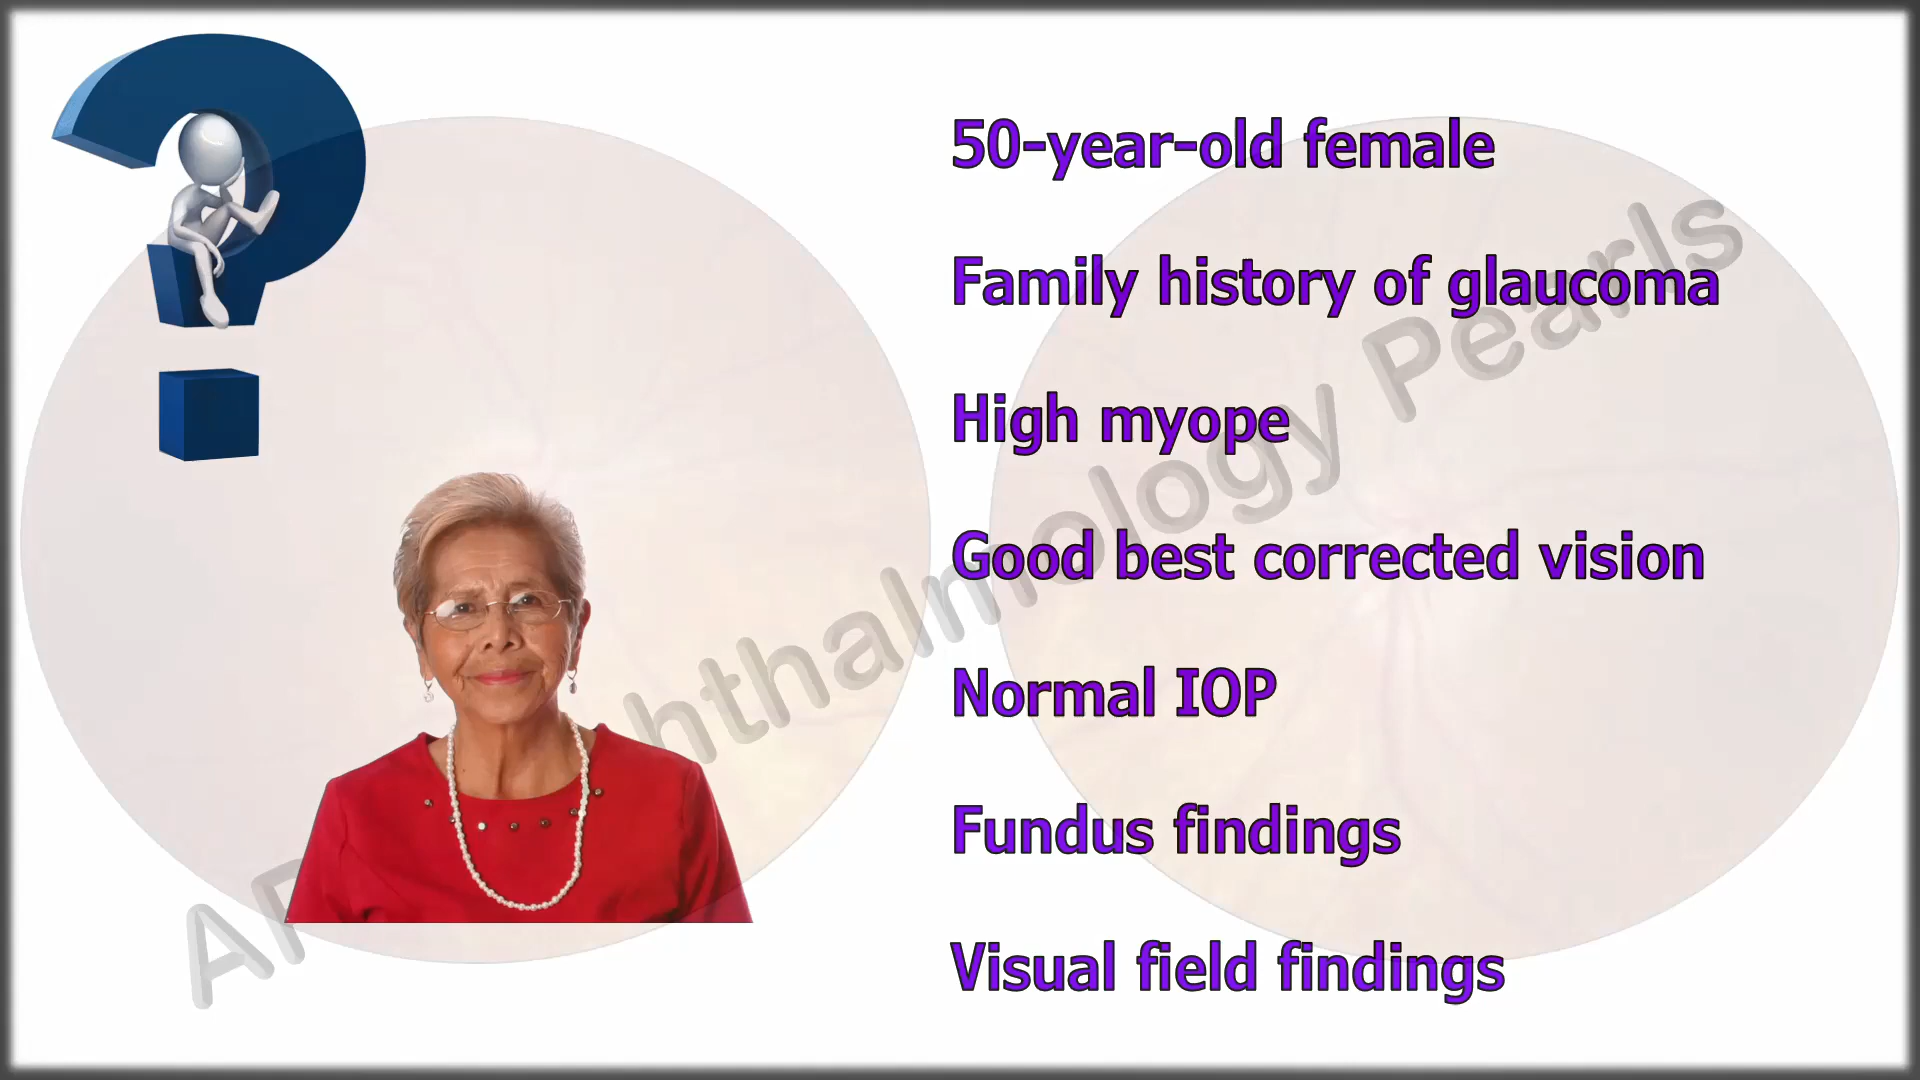 50-year-old female
Family history of glaucoma
High myope
Good best corrected vision
Normal IOP
Fundus findings
Visual field findings
Ophthalmology Pearls